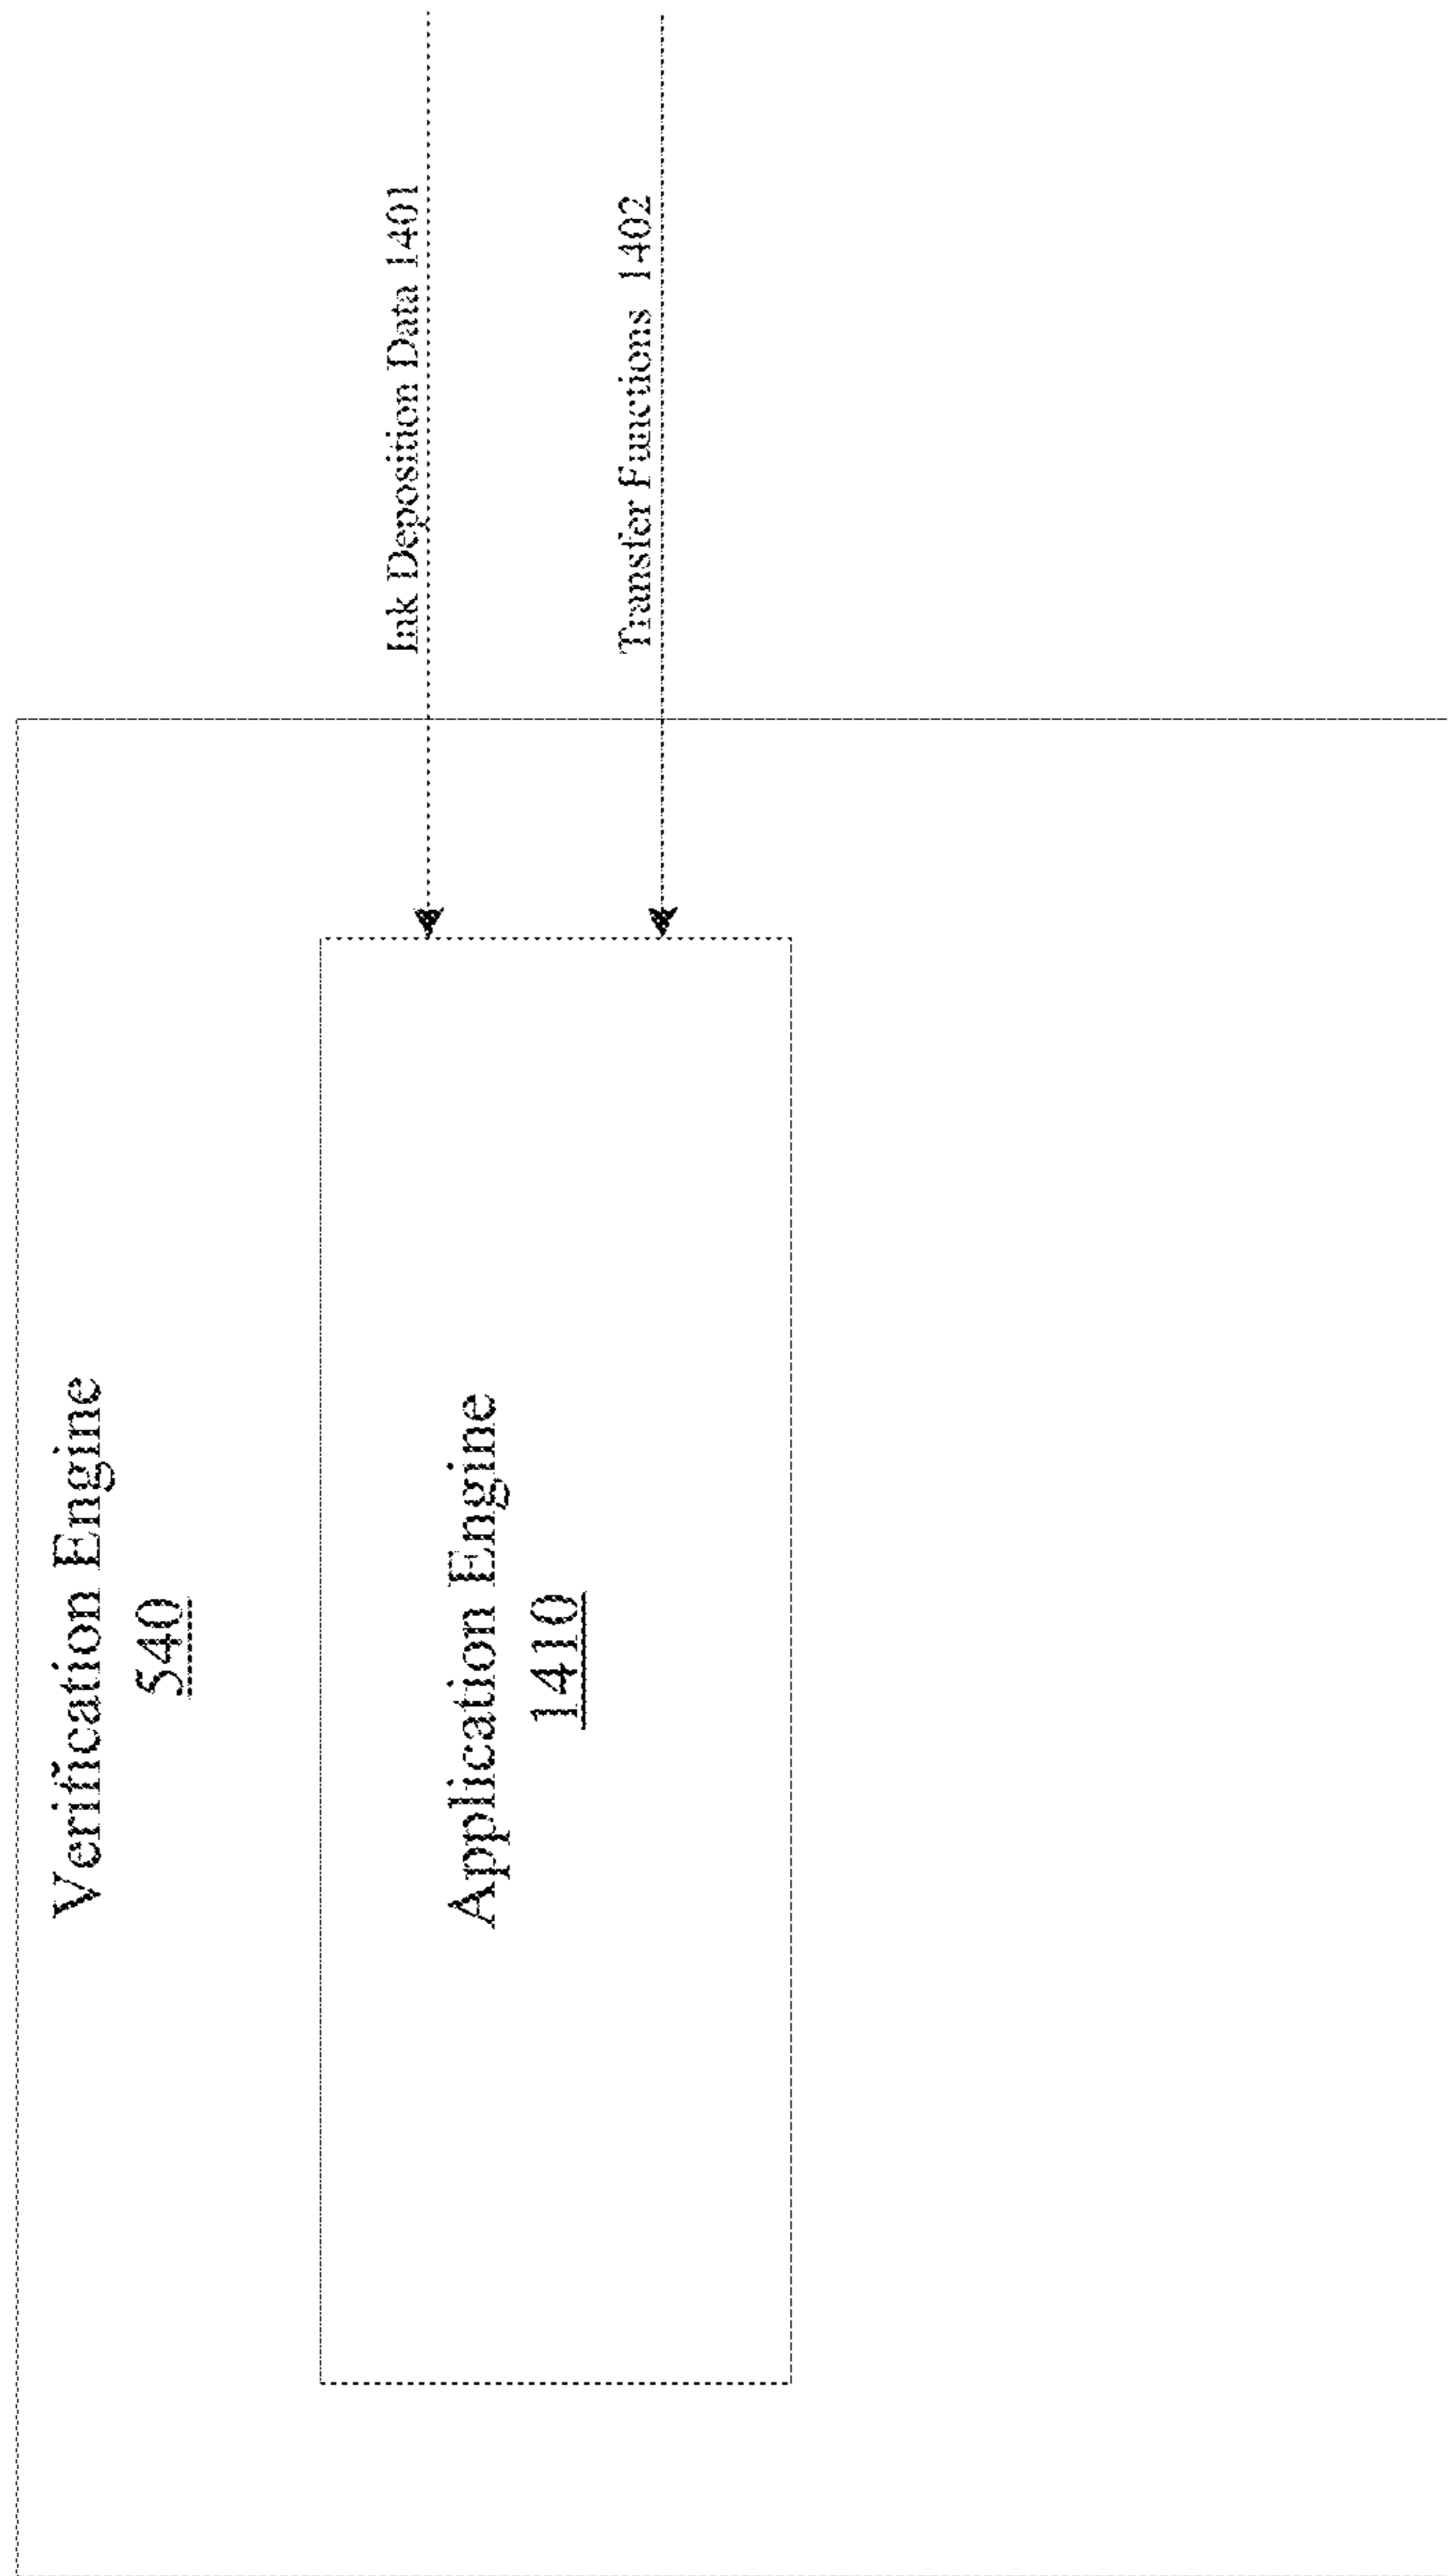 Verification Engine
540
Application Engine
1410
Ink Deposition Data 1401
Transfer Functions 1402